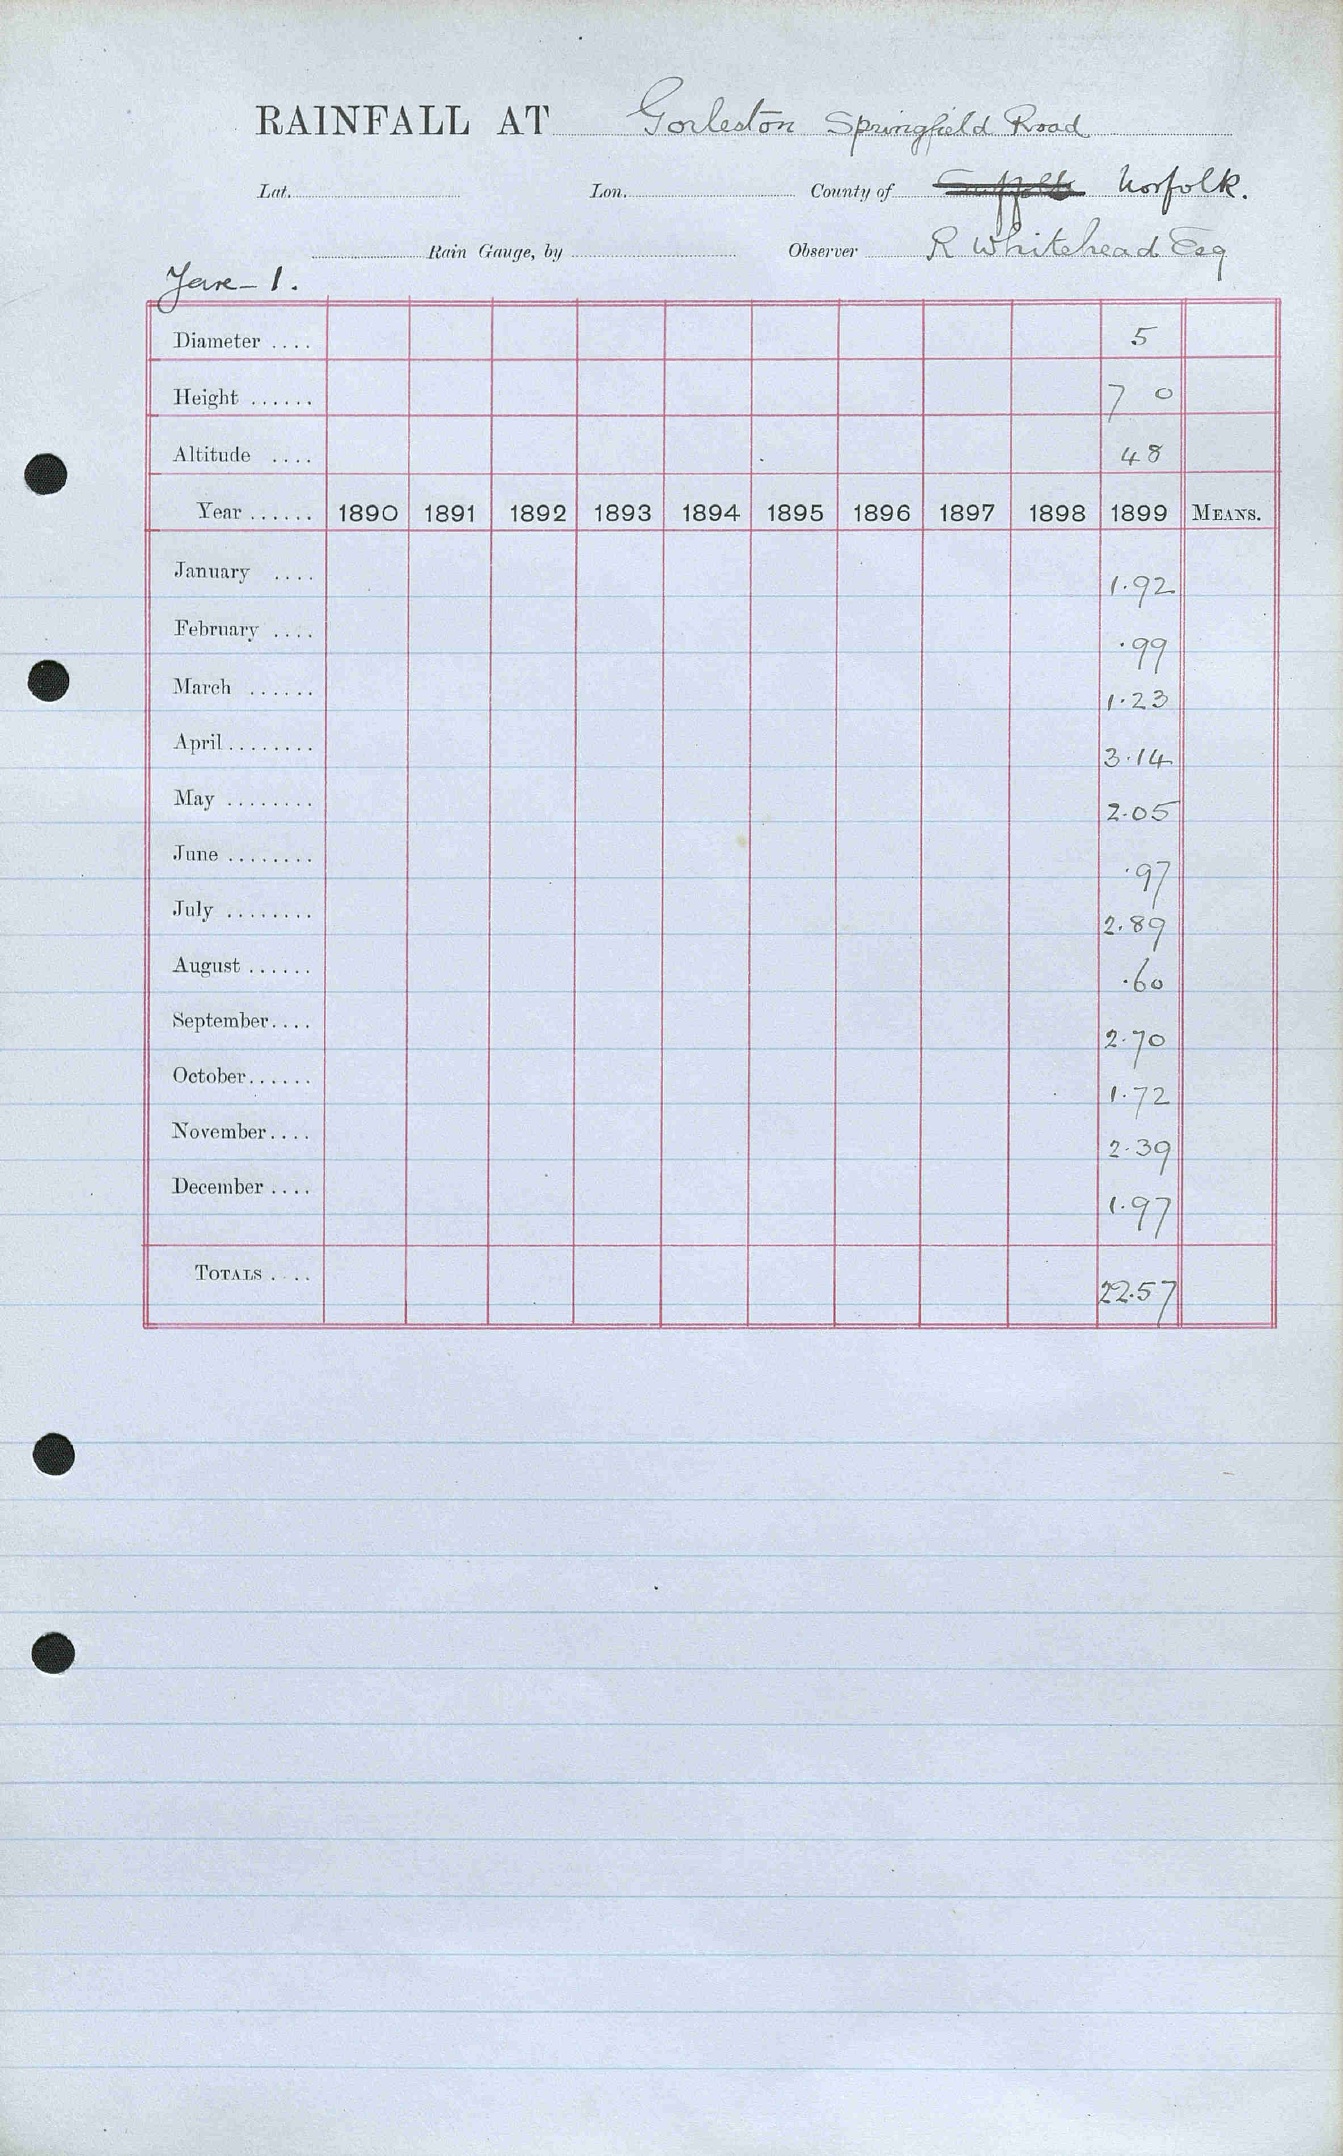 RAINFALL AT Gorleston Springfield Road
Lat. Lon. County of Suffolk Norfolk.
Rain Gauge, by Observer R Whitehead Esq
Yare - 1.
Diameter .... 5
Height ...... 7 0
Altitude .... 48
Year ...... 1890 1891 1892 1893 1894 1895 1896 1897 1898 1899 MEANS.
January .... 1.92
February .... .99
March ...... 1.23
April ........ 3.14
May ........ 2.05
June ........ .97
July ........ 2.89
August ...... .60
September.... 2.70
October...... 1.72
November.... 2.39
December .... 1.97
TOTALS .... 22.57